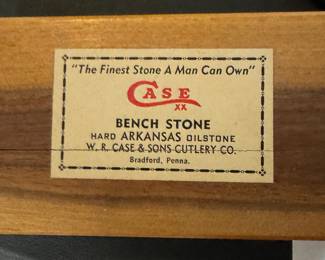 "The Finest Stone A Man Can Own"
CASE
XX
BENCH STONE
HARD ARKANSAS OILSTONE
W. R. CASE & SONS CUTLERY CO.
Bradford, Penna.